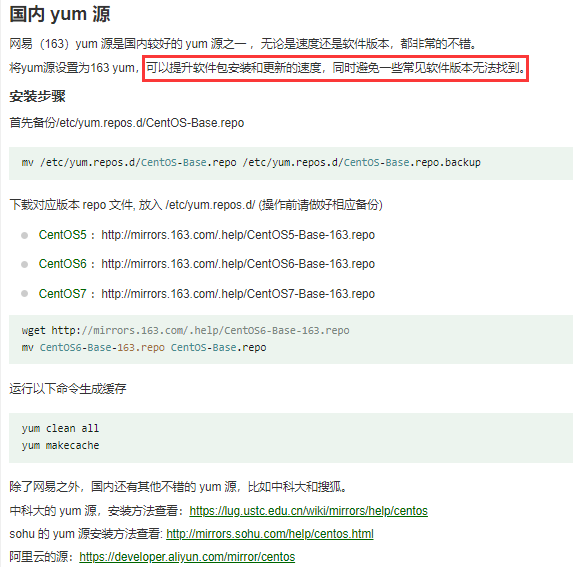 国内 yum 源
网易（163）yum 源是国内较好的 yum 源之一 ，无论是速度还是软件版本，都非常的不错。
将yum源设置为163 yum，可以提升软件包安装和更新的速度，同时避免一些常见软件版本无法找到。
安装步骤
首先备份/etc/yum.repos.d/CentOS-Base.repo
mv /etc/yum.repos.d/CentOS-Base.repo /etc/yum.repos.d/CentOS-Base.repo.backup
下载对应版本 repo 文件, 放入 /etc/yum.repos.d/ (操作前请做好相应备份)
CentOS5 ：http://mirrors.163.com/.help/CentOS5-Base-163.repo
CentOS6 ：http://mirrors.163.com/.help/CentOS6-Base-163.repo
CentOS7 ：http://mirrors.163.com/.help/CentOS7-Base-163.repo
wget http://mirrors.163.com/.help/CentOS6-Base-163.repo
mv CentOS6-Base-163.repo CentOS-Base.repo
运行以下命令生成缓存
yum clean all
yum makecache
除了网易之外，国内还有其他不错的 yum 源，比如中科大和搜狐。
中科大的 yum 源，安装方法查看：https://lug.ustc.edu.cn/wiki/mirrors/help/centos
sohu 的 yum 源安装方法查看: http://mirrors.sohu.com/help/centos.html
阿里云的源：https://developer.aliyun.com/mirror/centos